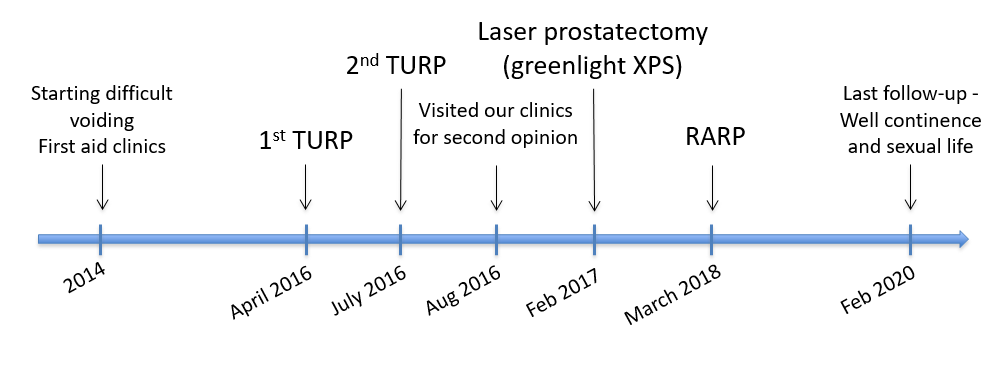 Starting difficult
voiding
First aid clinics
1st TURP
2nd TURP
Visited our clinics
for second opinion
Laser prostatectomy
(greenlight XPS)
RARP
Last follow-up -
Well continence
and sexual life
2014
April 2016
July 2016
Aug 2016
Feb 2017
March 2018
Feb 2020